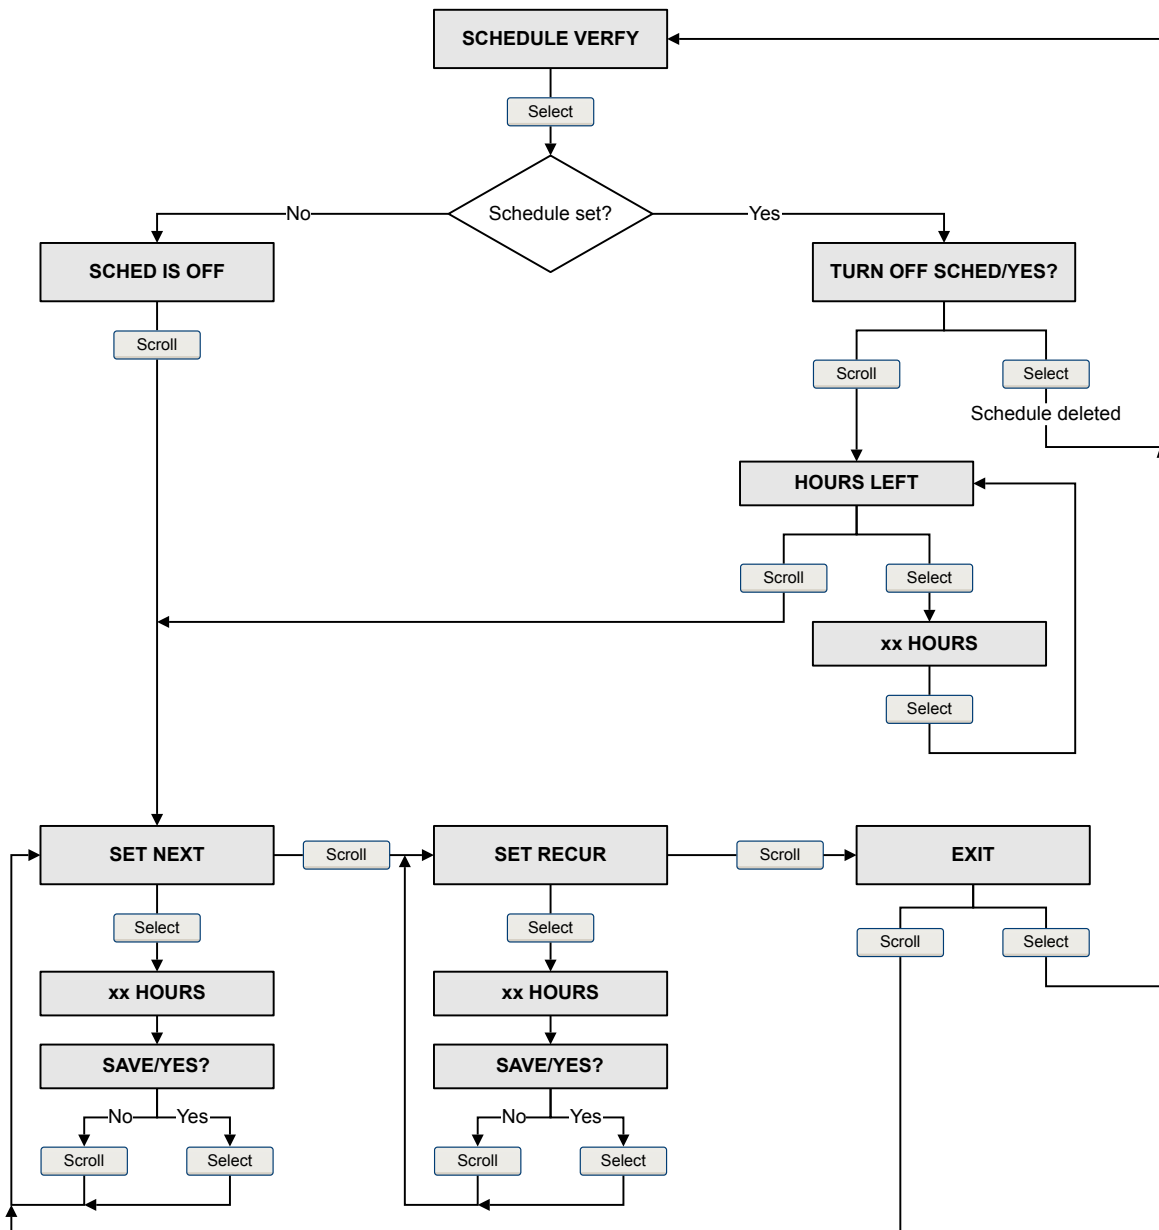 SCHEDULE VERFY
Select
Schedule set?
No
Yes
SCHED IS OFF
TURN OFF SCHED/YES?
Scroll
Scroll
Select
Schedule deleted
HOURS LEFT
Scroll
Select
xx HOURS
Select
SET NEXT
Scroll
SET RECUR
Scroll
EXIT
Select
Select
Scroll
Select
xx HOURS
xx HOURS
SAVE/YES?
SAVE/YES?
No
Yes
No
Yes
Scroll
Select
Scroll
Select